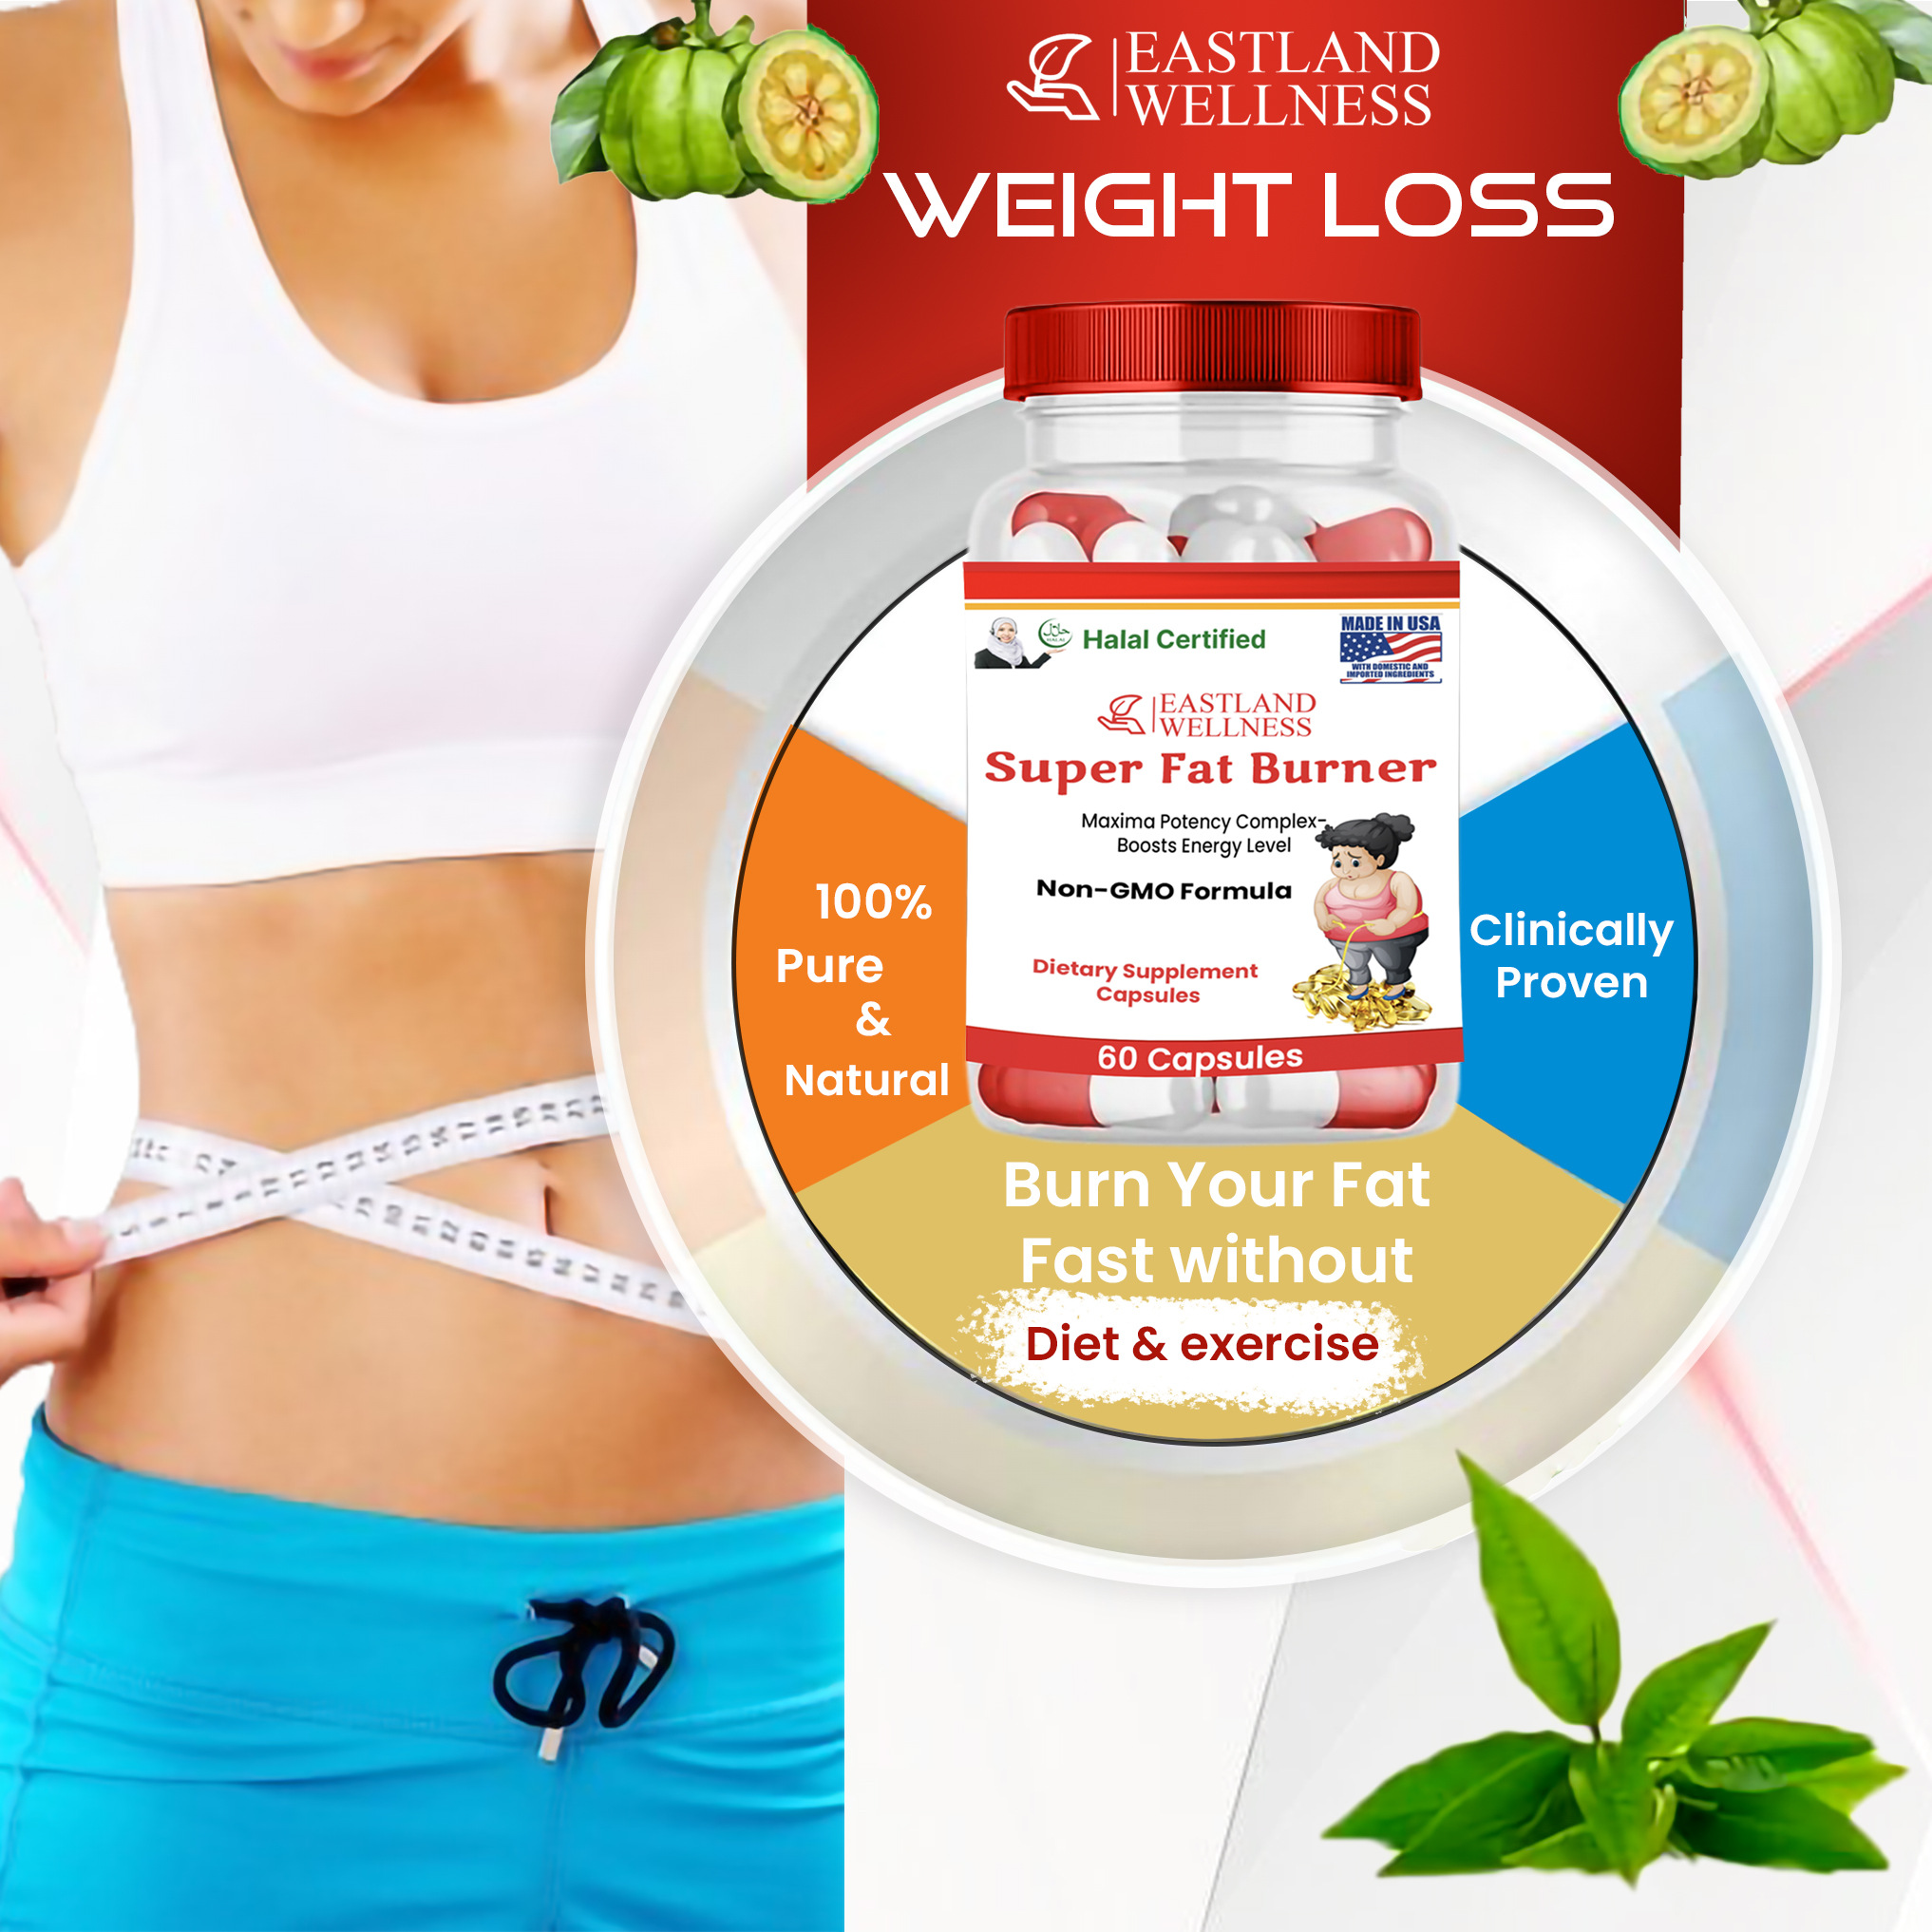 EASTLAND
WELLNESS
WEIGHT LOSS
حلال
HALAL
Halal Certified
MADE IN USA
WITH DOMESTIC AND
IMPORTED INGREDIENTS
EASTLAND
WELLNESS
Super Fat Burner
Maxima Potency Complex-
Boosts Energy Level
Non-GMO Formula
Dietary Supplement
Capsules
60 Capsules
100%
Pure
&
Natural
Clinically
Proven
Burn Your Fat
Fast without
Diet & exercise